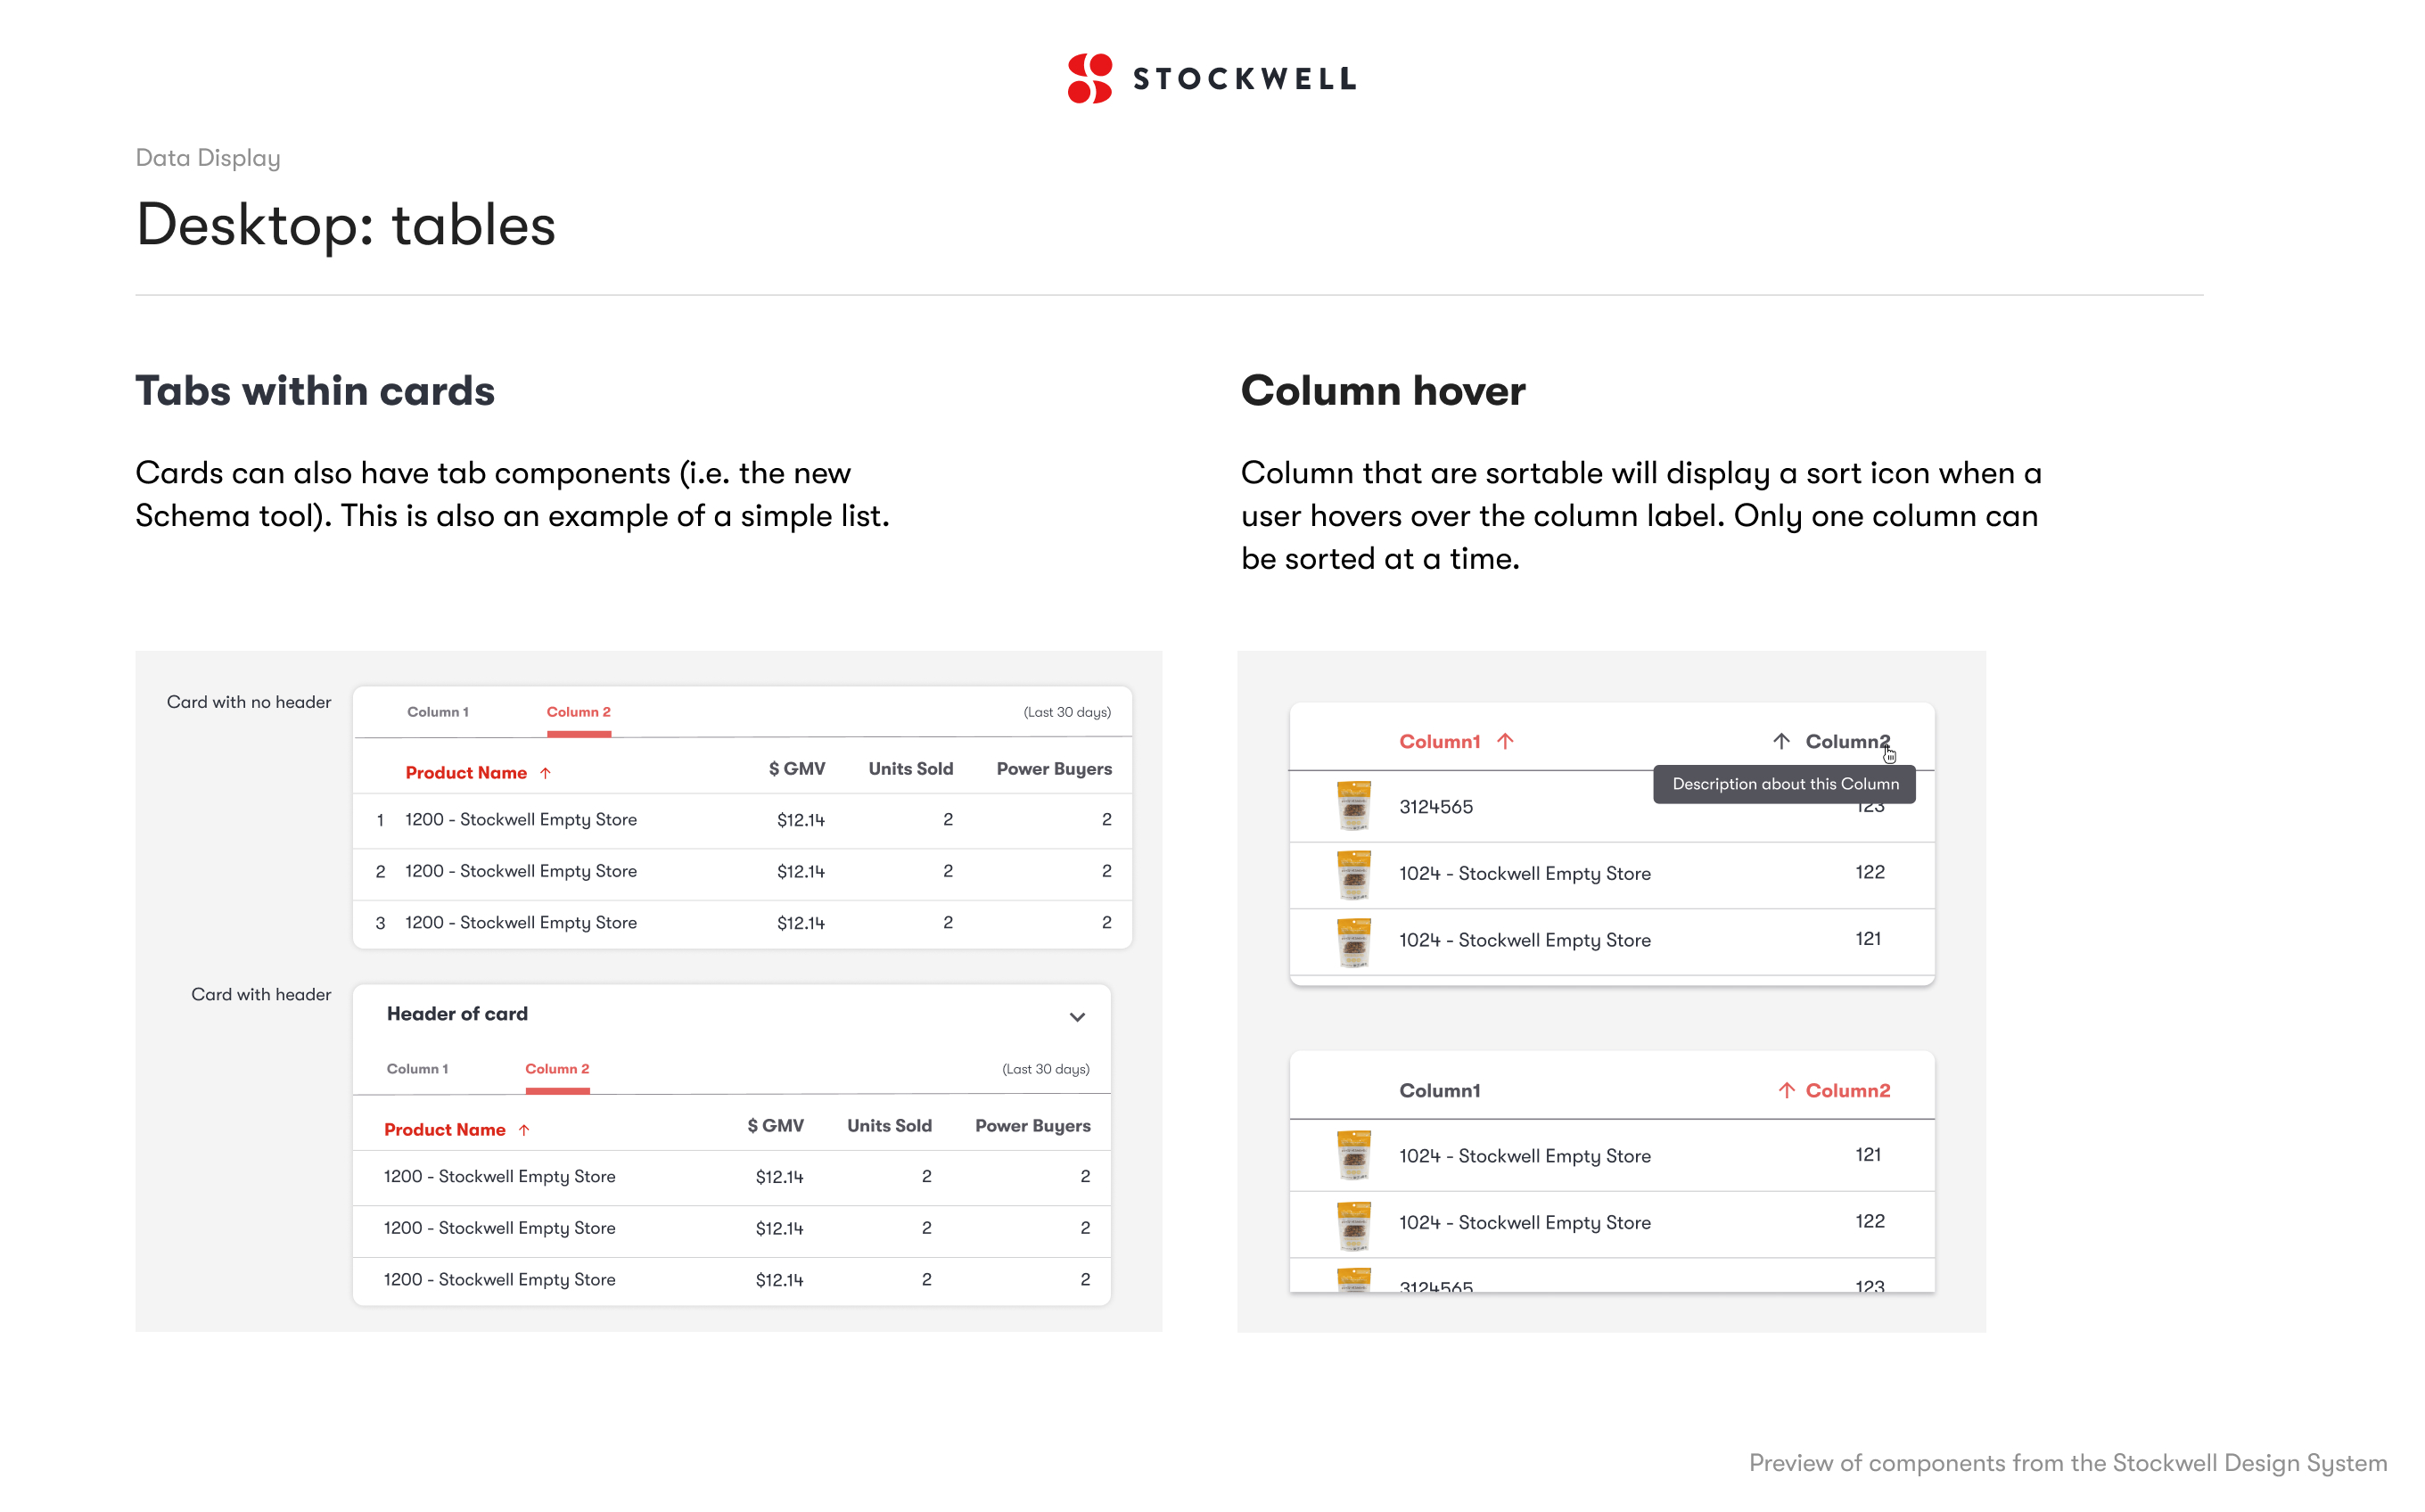 STOCKWELL
Data Display
Desktop: tables
Tabs within cards
Cards can also have tab components (i.e. the new
Schema tool). This is also an example of a simple list.
Card with no header
Column 1 Column 2 (Last 30 days)
Product Name ↑ $ GMV Units Sold Power Buyers
1 1200 - Stockwell Empty Store $12.14 2 2
2 1200 - Stockwell Empty Store $12.14 2 2
3 1200 - Stockwell Empty Store $12.14 2 2
Card with header
Header of card
Column 1 Column 2 (Last 30 days)
Product Name ↑ $ GMV Units Sold Power Buyers
1200 - Stockwell Empty Store $12.14 2 2
1200 - Stockwell Empty Store $12.14 2 2
1200 - Stockwell Empty Store $12.14 2 2
Column hover
Column that are sortable will display a sort icon when a
user hovers over the column label. Only one column can
be sorted at a time.
Column1 ↑ ↑ Column2
Description about this Column
3124565 123
1024 - Stockwell Empty Store 122
1024 - Stockwell Empty Store 121
Column1 ↑ Column2
1024 - Stockwell Empty Store 121
1024 - Stockwell Empty Store 122
3124565 123
Preview of components from the Stockwell Design System